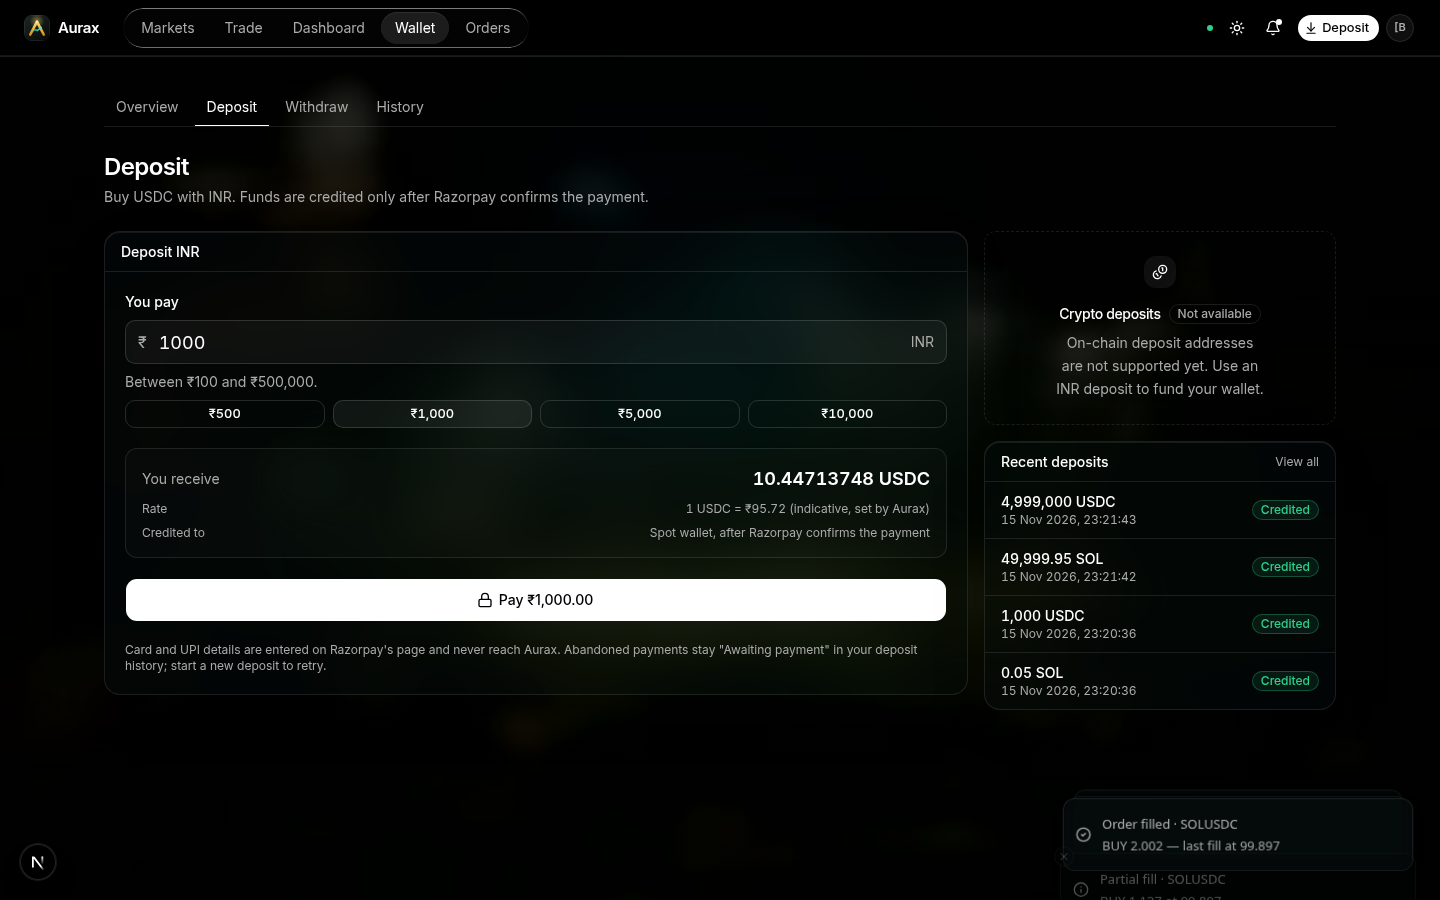 Aurax
Markets
Trade
Dashboard
Wallet
Orders
Deposit
[B
Overview
Deposit
Withdraw
History
Deposit
Buy USDC with INR. Funds are credited only after Razorpay confirms the payment.
Deposit INR
You pay
₹ 1000 INR
Between ₹100 and ₹500,000.
₹500
₹1,000
₹5,000
₹10,000
You receive 10.44713748 USDC
Rate 1 USDC = ₹95.72 (indicative, set by Aurax)
Credited to Spot wallet, after Razorpay confirms the payment
Pay ₹1,000.00
Card and UPI details are entered on Razorpay's page and never reach Aurax. Abandoned payments stay "Awaiting payment" in your deposit
history; start a new deposit to retry.
Crypto deposits Not available
On-chain deposit addresses
are not supported yet. Use an
INR deposit to fund your wallet.
Recent deposits View all
4,999,000 USDC
15 Nov 2026, 23:21:43
Credited
49,999.95 SOL
15 Nov 2026, 23:21:42
Credited
1,000 USDC
15 Nov 2026, 23:20:36
Credited
0.05 SOL
15 Nov 2026, 23:20:36
Credited
Order filled · SOLUSDC
BUY 2.002 — last fill at 99.897
Partial fill · SOLUSDC
N